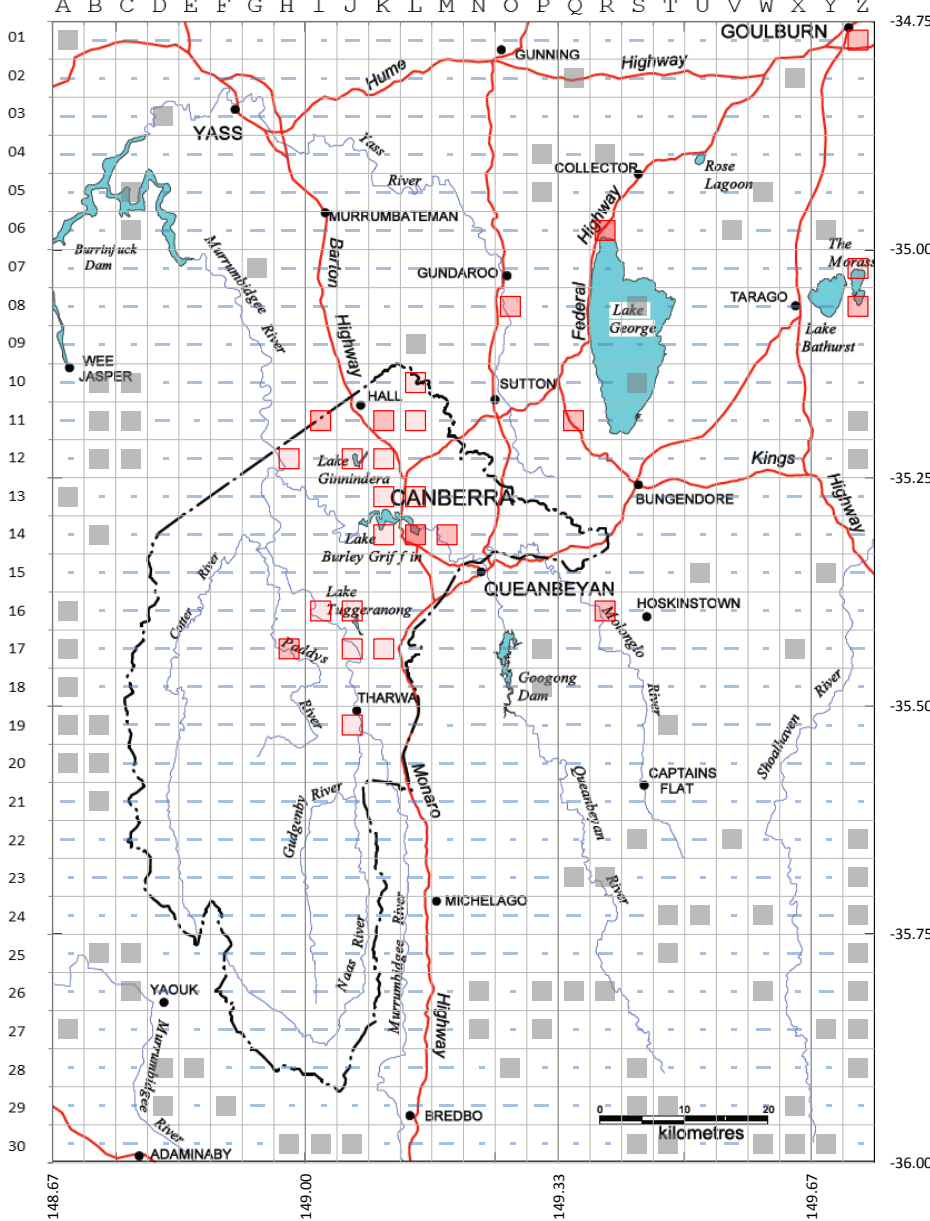 A B C D E F G H I J K L M N O P Q R S T U V W X Y Z
-34.75
01
GOULBURN
GUNNING
Hume
Highway
02
03
YASS
Yass
04
COLLECTOR
Rose
Lagoon
River
05
MURRUMBATEMAN
06
Highway
Burrinjuck
Dam
Murrumbidgee
River
Barton
Highway
The
Morass
-35.00
07
GUNDAROO
TARAGO
08
Federal
Lake
George
Lake
Bathurst
09
WEE
JASPER
10
SUTTON
HALL
11
12
Lake
Ginnindera
Kings
Highway
-35.25
13
CANBERRA
BUNGENDORE
14
Lake
Burley Griffin
15
River
Cotter
QUEANBEYAN
Lake
Tuggeranong
16
HOSKINSTOWN
Molonglo
River
17
Paddys
River
Googong
Dam
18
THARWA
River
Shoalhaven
-35.50
19
20
Monaro
CAPTAINS
FLAT
Queanbeyan
River
21
River
Gudgenby
22
23
MICHELAGO
24
River
Murrumbidgee
River
Naas
-35.75
25
26
YAOUK
Highway
27
Murrumbidgee
River
28
29
BREDBO
0 10 20
kilometres
30
ADAMINABY
-36.00
148.67
149.00
149.33
149.67